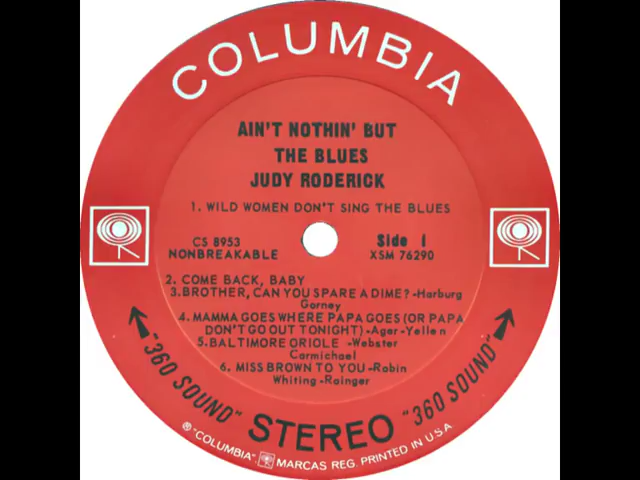 COLUMBIA
AIN'T NOTHIN' BUT
THE BLUES
JUDY RODERICK
1. WILD WOMEN DON'T SING THE BLUES
CS 8953
NONBREAKABLE
Side 1
XSM 76290
2. COME BACK, BABY
3. BROTHER, CAN YOU SPARE A DIME? -Harburg
Gorney
4. MAMMA GOES WHERE PAPA GOES (OR PAPA
DON'T GO OUT TONIGHT) -Ager-Yellen
5. BALTIMORE ORIOLE -Webster
Carmichael
6. MISS BROWN TO YOU -Robin
Whiting -Rainger
"360 SOUND" STEREO "360 SOUND"
® "COLUMBIA", MARCAS REG. PRINTED IN U.S.A.